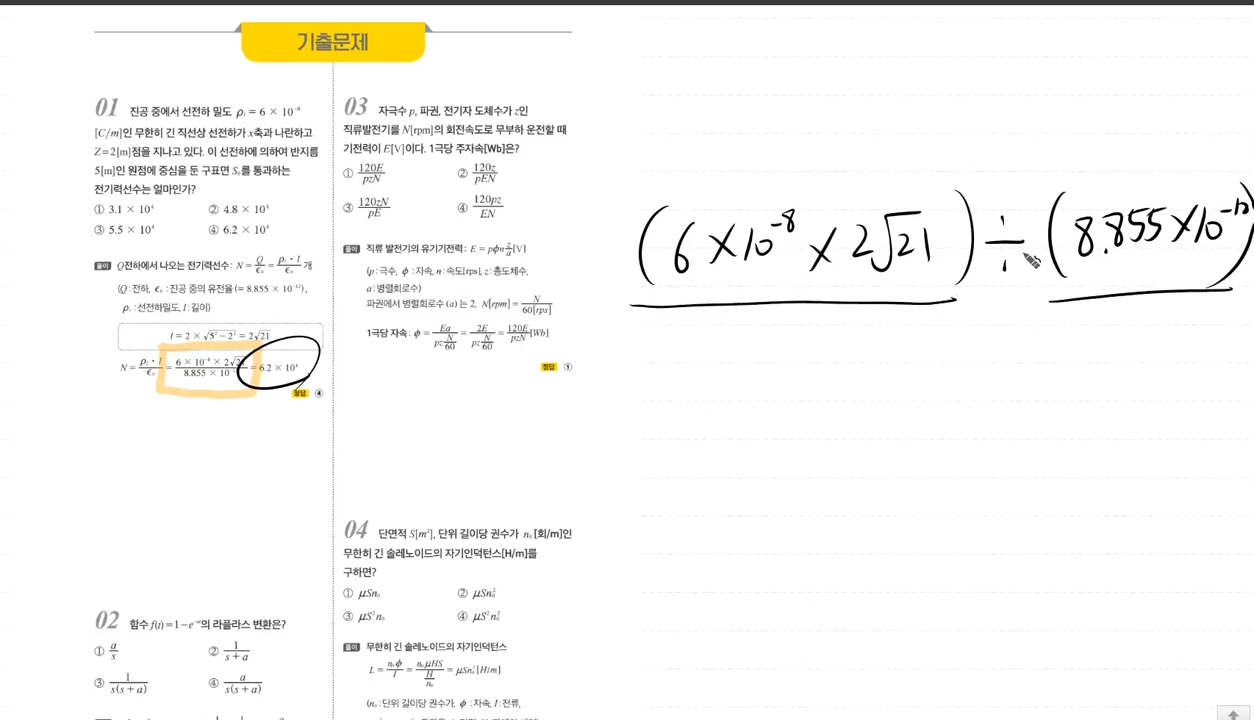 기출문제
01 진공 중에서 선전하 밀도 ρₗ = 6 × 10⁻⁸
[C/m]인 무한히 긴 직선상 선전하가 x축과 나란하고
Z=2[m]점을 지나고 있다. 이 선전하에 의하여 반지름
5[m]인 원점에 중심을 둔 구표면 S₀를 통과하는
전기력선수는 얼마인가?
① 3.1 × 10⁴ ② 4.8 × 10⁴
③ 5.5 × 10⁴ ④ 6.2 × 10⁴
풀이 Q전하에서 나오는 전기력선수 : N = Q/ϵ₀ = ρₗ · l/ϵ₀ 개
(Q : 전하, ϵ₀ : 진공 중의 유전율(= 8.855 × 10⁻¹²),
ρₗ : 선전하밀도, l : 길이)
l = 2 × √(5² − 2²) = 2√21
N = ρₗ · l/ϵ₀ = 6 × 10⁻⁸ × 2√21/8.855 × 10 = 6.2 × 10⁴
정답 ④
02 함수 f(t) = 1 − e⁻ᵃᵗ의 라플라스 변환은?
① a/s ② 1/(s+a)
③ 1/s(s+a) ④ a/s(s+a)
03 자극수 p, 파권, 전기자 도체수가 z인
직류발전기를 N[rpm]의 회전속도로 무부하 운전할 때
기전력이 E[V]이다. 1극당 주자속[Wb]은?
① 120E/pzN ② 120z/pEN
③ 120zN/pE ④ 120pz/EN
풀이 직류 발전기의 유기기전력 : E = pϕn z/a [V]
(p : 극수, ϕ : 자속, n : 속도[rps], z : 총도체수,
a : 병렬회로수)
파권에서 병렬회로수 (a)는 2, N[rpm] = N/60[rps]
1극당 자속 : ϕ = Ea/(pz N/60) = 2E/(pz N/60) = 120E/pzN [Wb]
정답 ①
04 단면적 S[m²], 단위 길이당 권수가 n₀[회/m]인
무한히 긴 솔레노이드의 자기인덕턴스[H/m]를
구하면?
① μSn₀ ② μSn₀²
③ μS²n₀ ④ μS²n₀²
풀이 무한히 긴 솔레노이드의 자기인덕턴스
L = n₀ϕ/I = n₀μHS/(H/n₀) = μSn₀² [H/m]
(n₀ : 단위 길이당 권수가, ϕ : 자속, I : 전류,
(6 × 10⁻⁸ × 2√21) ÷ (8.855 × 10⁻¹²)